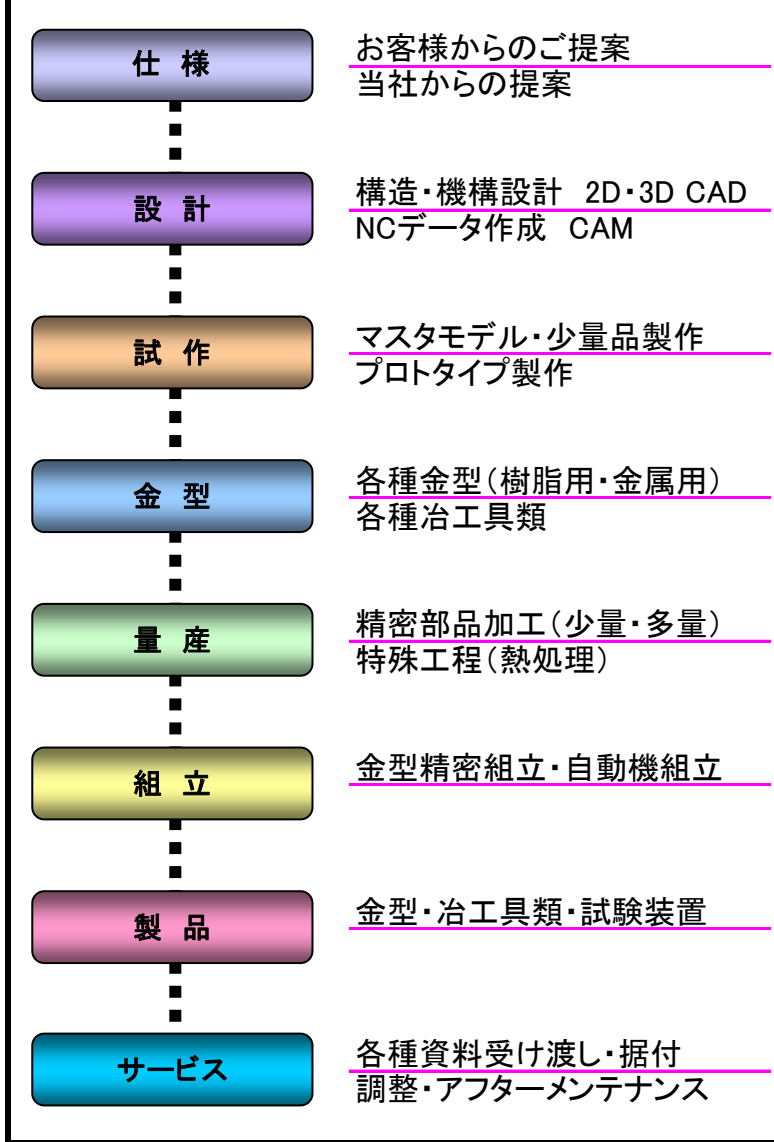 仕 様
お客様からのご提案
当社からの提案
設 計
構造・機構設計　2D・3D CAD
NCデータ作成　CAM
試 作
マスタモデル・少量品製作
プロトタイプ製作
金 型
各種金型（樹脂用・金属用）
各種冶工具類
量 産
精密部品加工（少量・多量）
特殊工程（熱処理）
組 立
金型精密組立・自動機組立
製 品
金型・冶工具類・試験装置
サービス
各種資料受け渡し・据付
調整・アフターメンテナンス